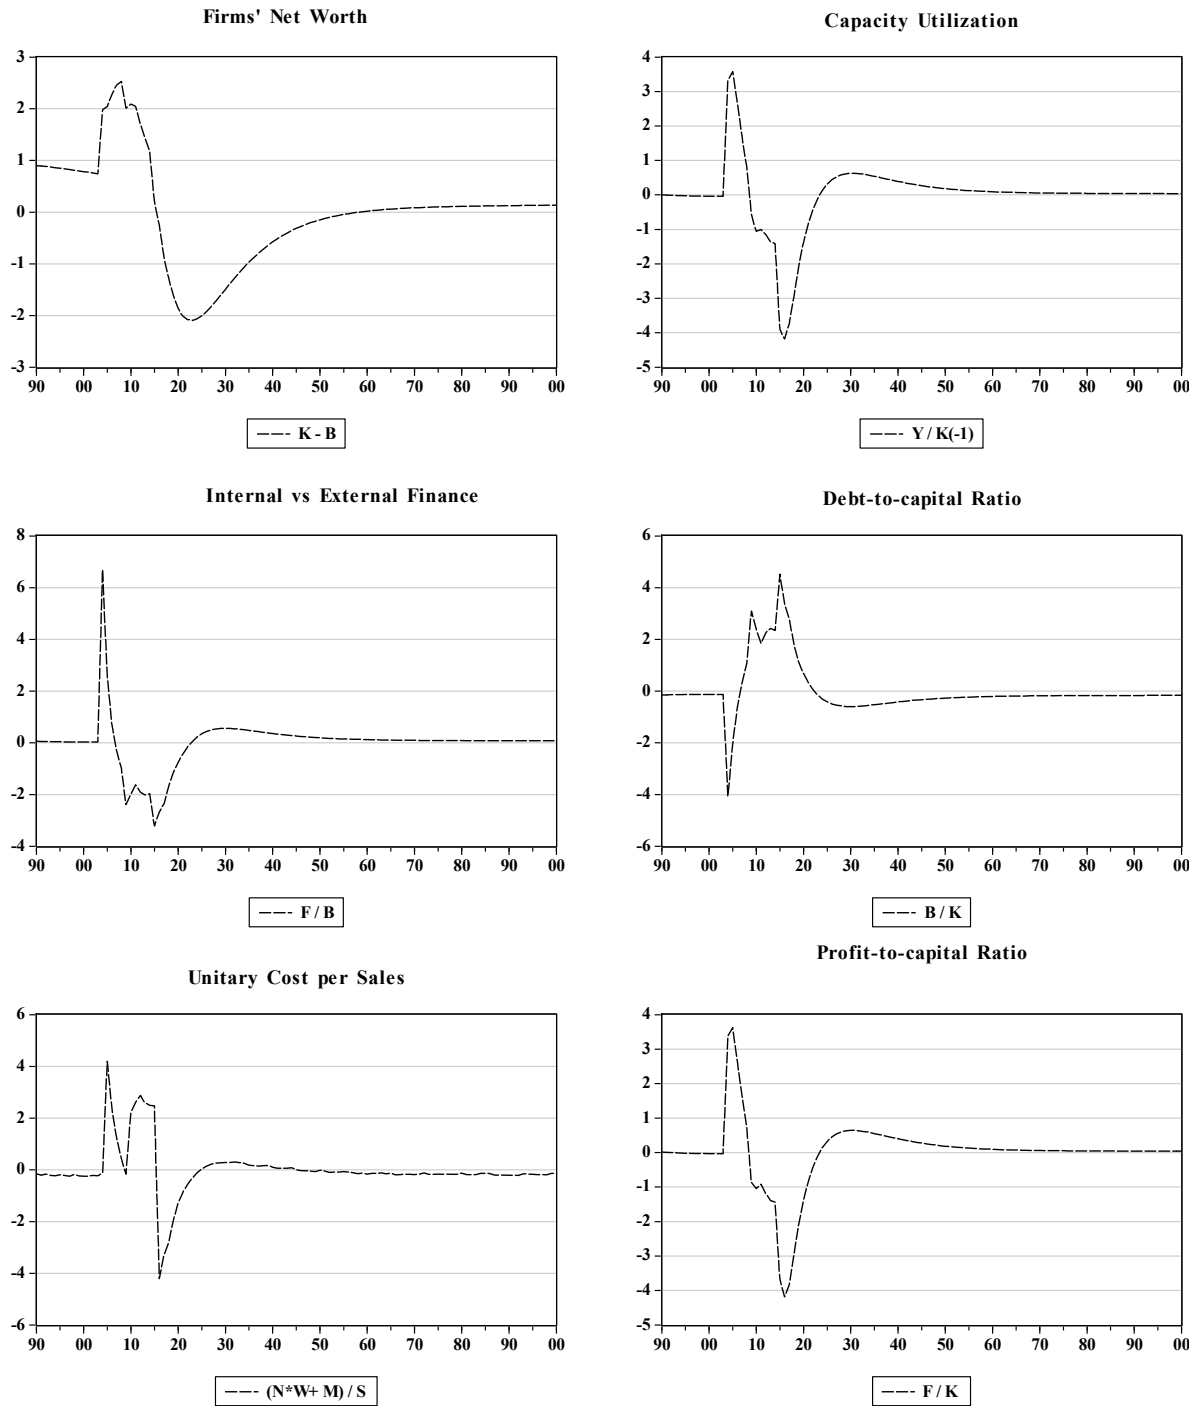 Firms' Net Worth
3
2
1
0
-1
-2
-3
90 00 10 20 30 40 50 60 70 80 90 00
K - B
Capacity Utilization
4
3
2
1
0
-1
-2
-3
-4
-5
90 00 10 20 30 40 50 60 70 80 90 00
Y / K(-1)
Internal vs External Finance
8
6
4
2
0
-2
-4
90 00 10 20 30 40 50 60 70 80 90 00
F / B
Debt-to-capital Ratio
6
4
2
0
-2
-4
-6
90 00 10 20 30 40 50 60 70 80 90 00
B / K
Unitary Cost per Sales
6
4
2
0
-2
-4
-6
90 00 10 20 30 40 50 60 70 80 90 00
(N*W+ M) / S
Profit-to-capital Ratio
4
3
2
1
0
-1
-2
-3
-4
-5
90 00 10 20 30 40 50 60 70 80 90 00
F / K